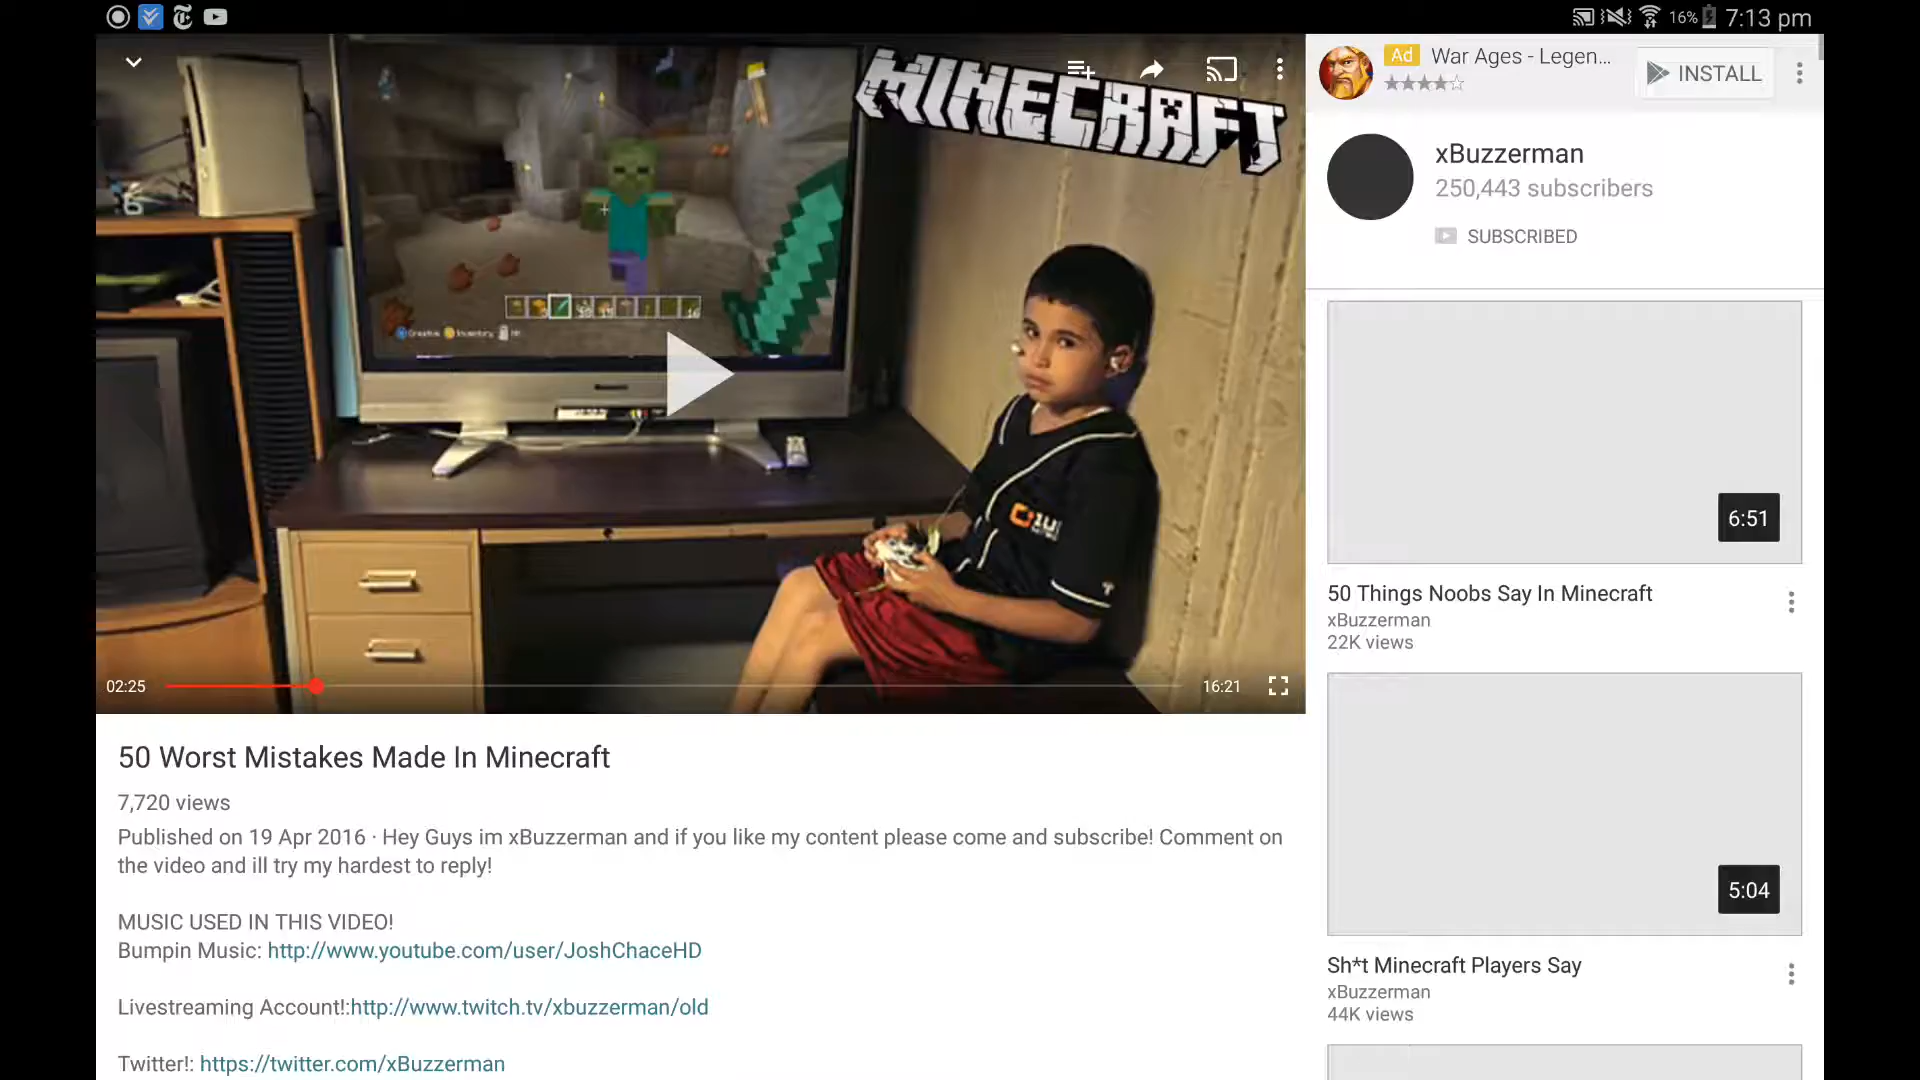 16% 7:13 pm
MINECRAFT
Ad War Ages - Legen...
INSTALL
xBuzzerman
250,443 subscribers
SUBSCRIBED
02:25
16:21
50 Worst Mistakes Made In Minecraft
7,720 views
Published on 19 Apr 2016 · Hey Guys im xBuzzerman and if you like my content please come and subscribe! Comment on
the video and ill try my hardest to reply!
MUSIC USED IN THIS VIDEO!
Bumpin Music: http://www.youtube.com/user/JoshChaceHD
Livestreaming Account!:http://www.twitch.tv/xbuzzerman/old
Twitter!: https://twitter.com/xBuzzerman
6:51
50 Things Noobs Say In Minecraft
xBuzzerman
22K views
5:04
Sh*t Minecraft Players Say
xBuzzerman
44K views